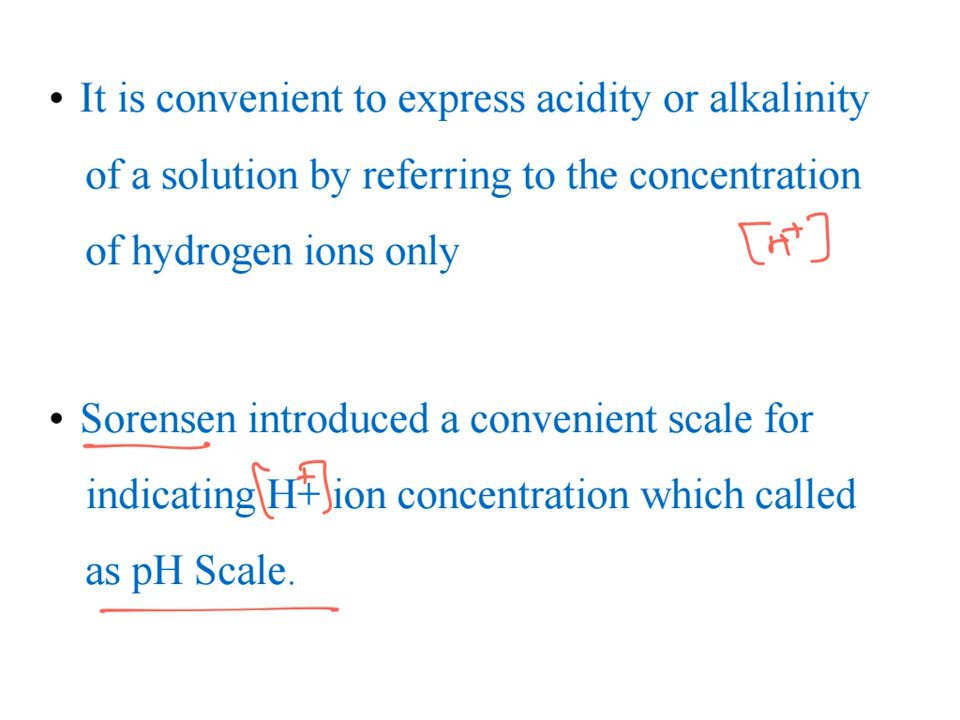 • It is convenient to express acidity or alkalinity
of a solution by referring to the concentration
of hydrogen ions only
[H+]
• Sorensen introduced a convenient scale for
indicating [H+] ion concentration which called
as pH Scale.